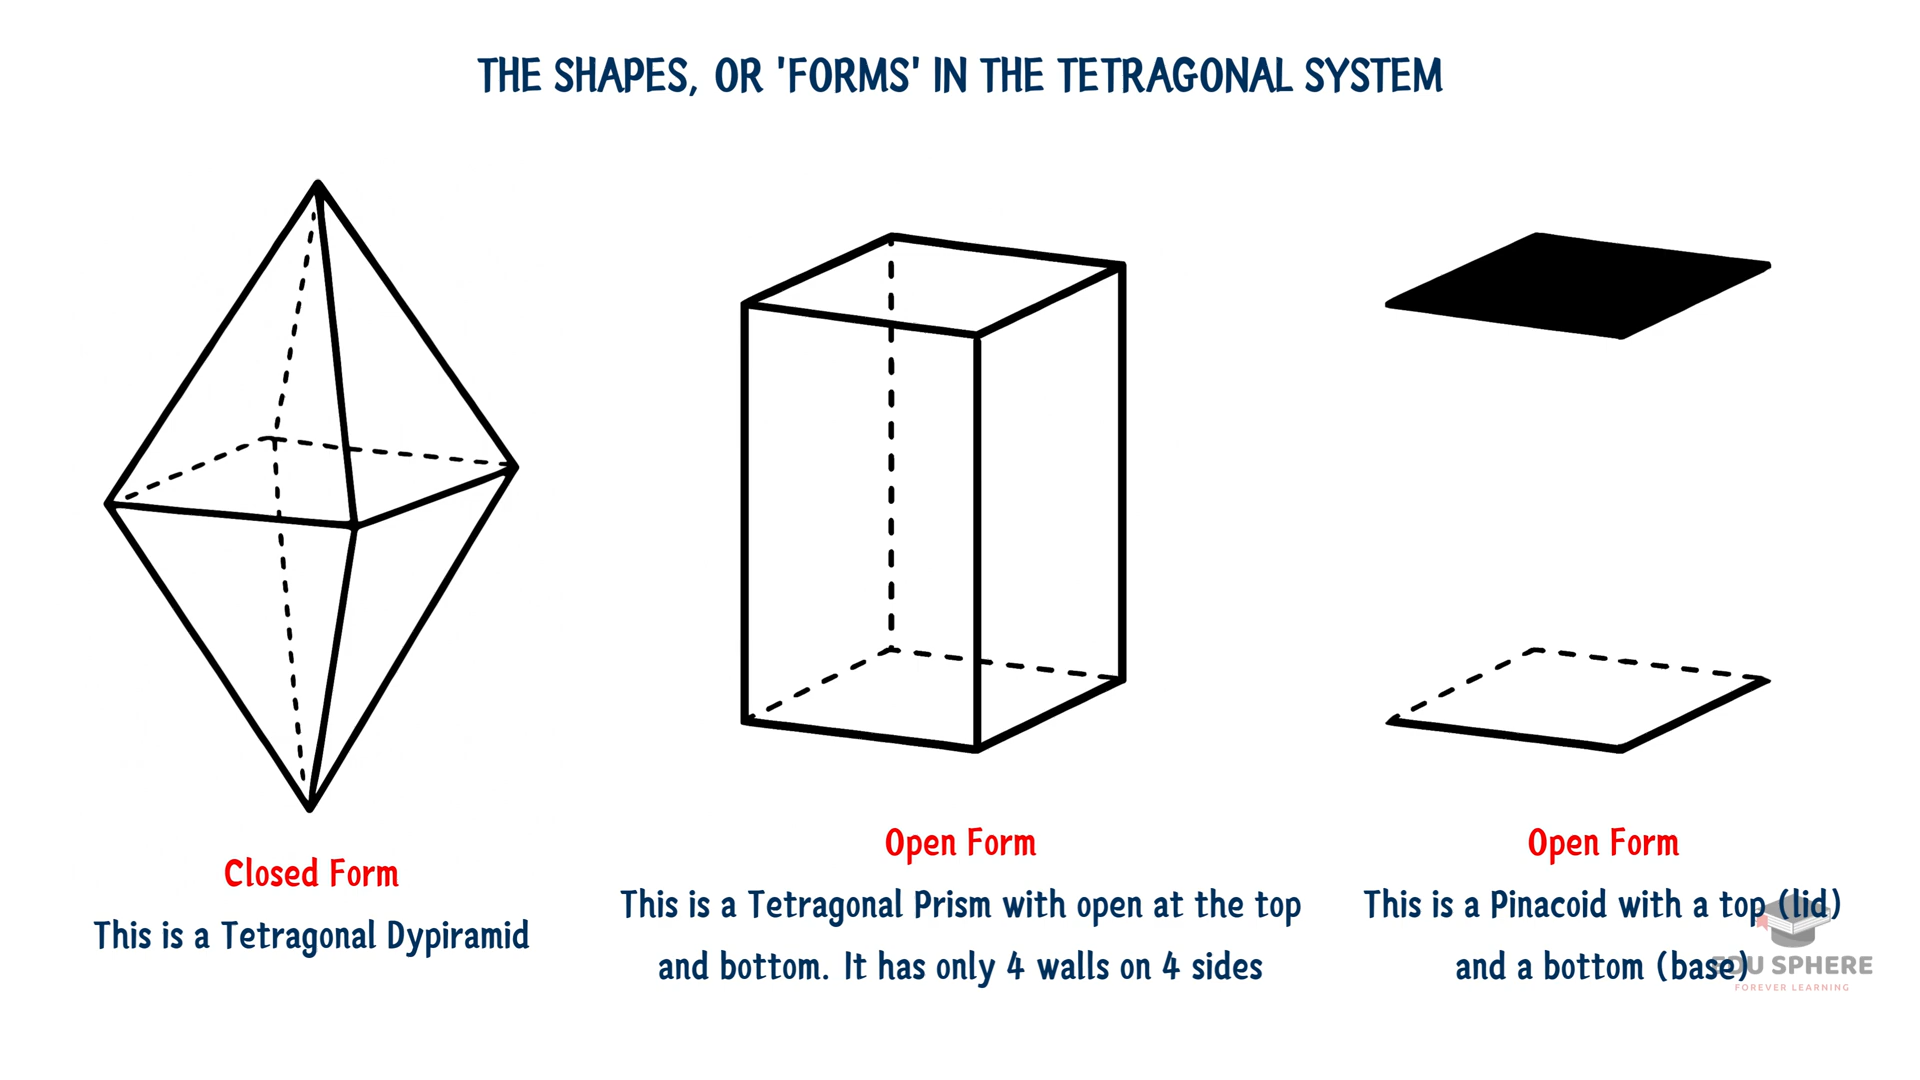 THE SHAPES, OR 'FORMS' IN THE TETRAGONAL SYSTEM
Closed Form
This is a Tetragonal Dypiramid
Open Form
This is a Tetragonal Prism with open at the top
and bottom. It has only 4 walls on 4 sides
Open Form
This is a Pinacoid with a top (lid)
and a bottom (base)
EDU SPHERE
FOREVER LEARNING